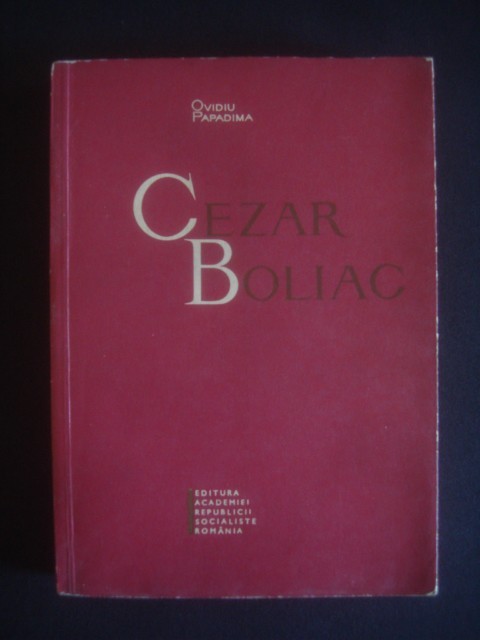 OVIDIU
PAPADIMA
CEZAR
BOLIAC
EDITURA
ACADEMIEI
REPUBLICII
SOCIALISTE
ROMÂNIA